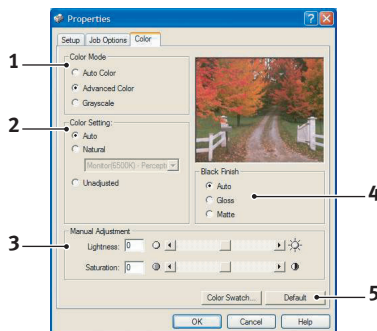 Properties
Setup Job Options Color
1
Color Mode
Auto Color
Advanced Color
Grayscale
2
Color Setting:
Auto
Natural
Monitor(6500K) - Percepti
Unadjusted
Black Finish
Auto
Gloss
Matte
4
3
Manual Adjustment
Lightness: 0
Saturation: 0
Color Swatch... Default
5
OK Cancel Help